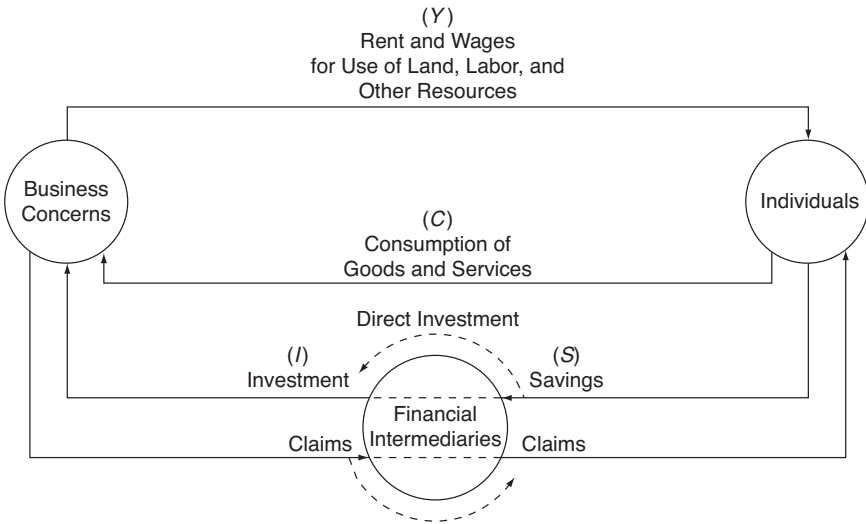 (Y)
Rent and Wages
for Use of Land, Labor, and
Other Resources
Business
Concerns
Individuals
(C)
Consumption of
Goods and Services
Direct Investment
(I)
Investment
(S)
Savings
Financial
Intermediaries
Claims
Claims